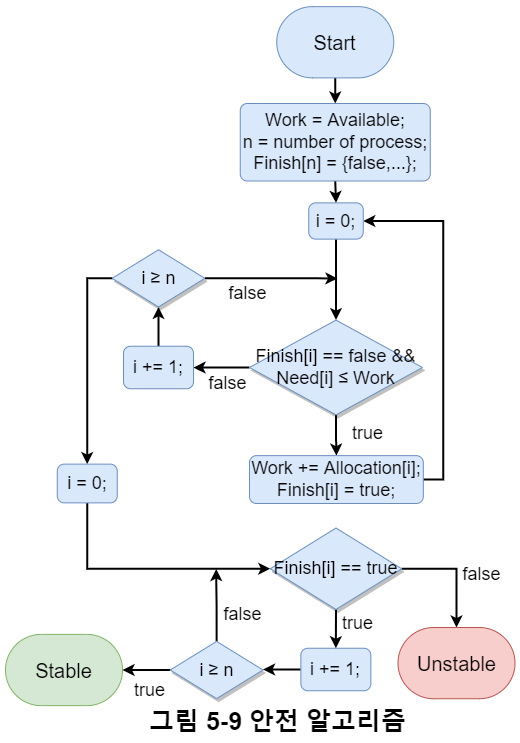 Start
Work = Available;
n = number of process;
Finish[n] = {false,...};
i = 0;
i ≥ n
false
Finish[i] == false &&
Need[i] ≤ Work
i += 1;
false
true
Work += Allocation[i];
Finish[i] = true;
i = 0;
Finish[i] == true
false
false
true
Stable
i ≥ n
i += 1;
Unstable
true
그림 5-9 안전 알고리즘